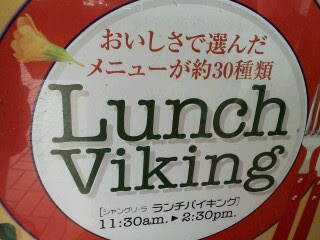 おいしさで選んだ
メニューが約30種類
Lunch
Viking
[シャングリ・ラ ランチバイキング]
11:30am.▶2:30pm.